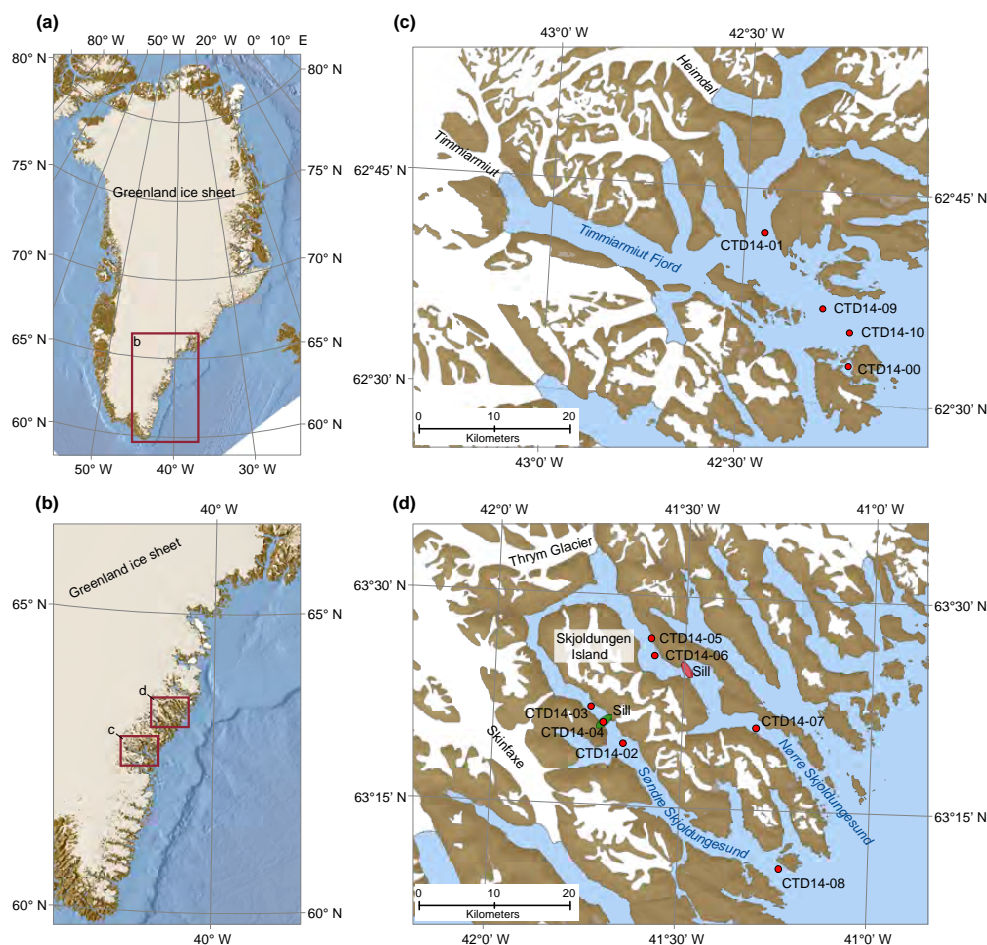 (a)
80° W
60° W
50° W
40° W
30° W
20° W
10° W
0°
10° E
80° N
80° N
75° N
75° N
Greenland ice sheet
70° N
70° N
65° N
65° N
b
60° N
60° N
50° W
40° W
30° W
(b)
40° W
Greenland ice sheet
65° N
65° N
d
c
60° N
60° N
40° W
(c)
43° 0' W
42° 30' W
Heimdal
Timmiarmiut
62° 45' N
62° 45' N
CTD14-01
Timmiarmiut Fjord
CTD14-09
CTD14-10
CTD14-00
62° 30' N
62° 30' N
0 10 20
Kilometers
43° 0' W
42° 30' W
(d)
42° 0' W
41° 30' W
41° 0' W
Thrym Glacier
63° 30' N
63° 30' N
Skjoldungen
Island
CTD14-05
CTD14-06
Sill
CTD14-03
Sill
CTD14-04
CTD14-07
CTD14-02
Skinfaxe
Nørre Skjoldungesund
Søndre Skjoldungesund
63° 15' N
63° 15' N
CTD14-08
0 10 20
Kilometers
42° 0' W
41° 30' W
41° 0' W